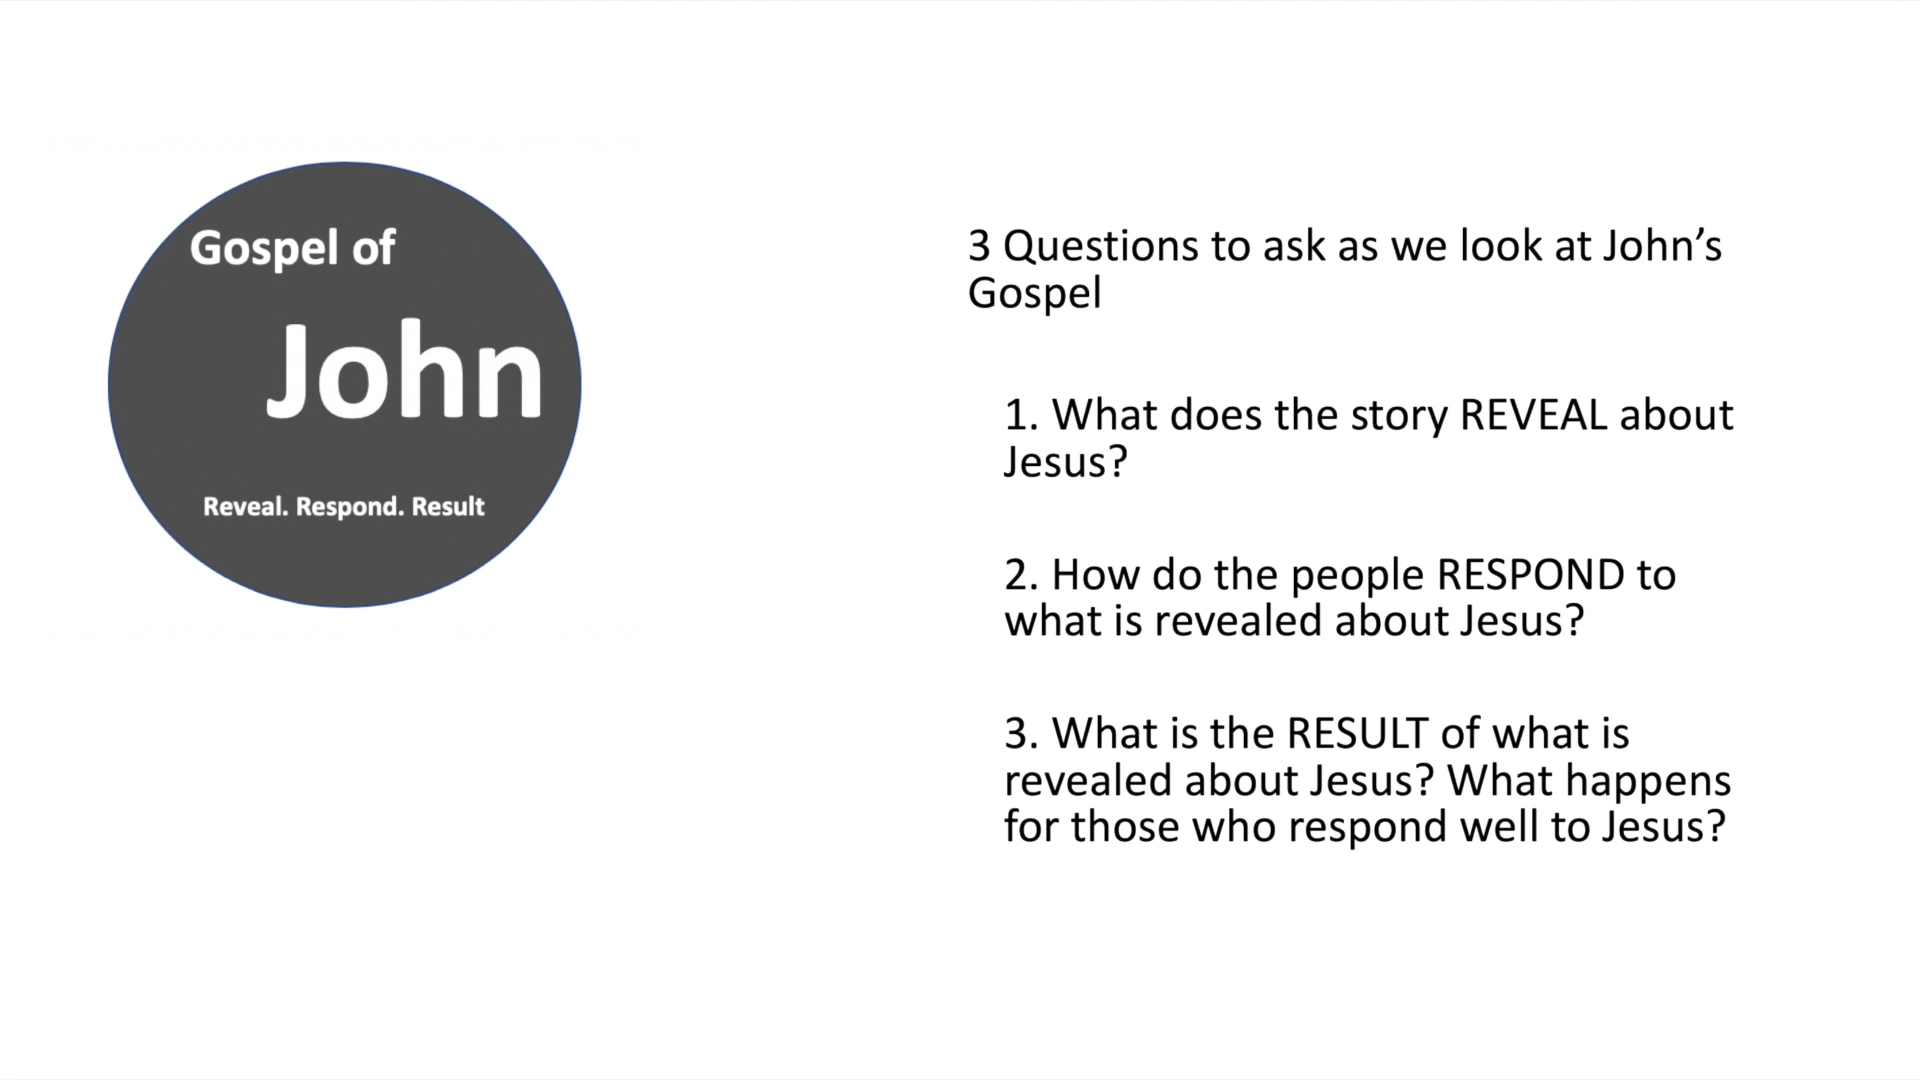 Gospel of
John
Reveal. Respond. Result
3 Questions to ask as we look at John’s
Gospel
1. What does the story REVEAL about
Jesus?
2. How do the people RESPOND to
what is revealed about Jesus?
3. What is the RESULT of what is
revealed about Jesus? What happens
for those who respond well to Jesus?